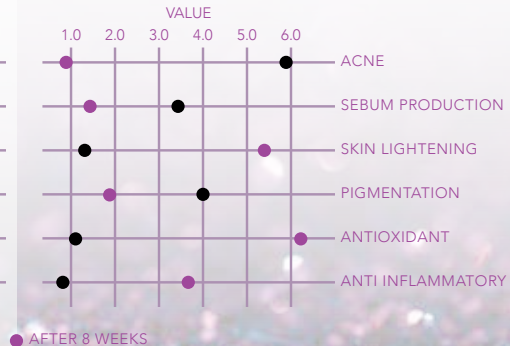 VALUE
1.0 2.0 3.0 4.0 5.0 6.0
ACNE
SEBUM PRODUCTION
SKIN LIGHTENING
PIGMENTATION
ANTIOXIDANT
ANTI INFLAMMATORY
AFTER 8 WEEKS